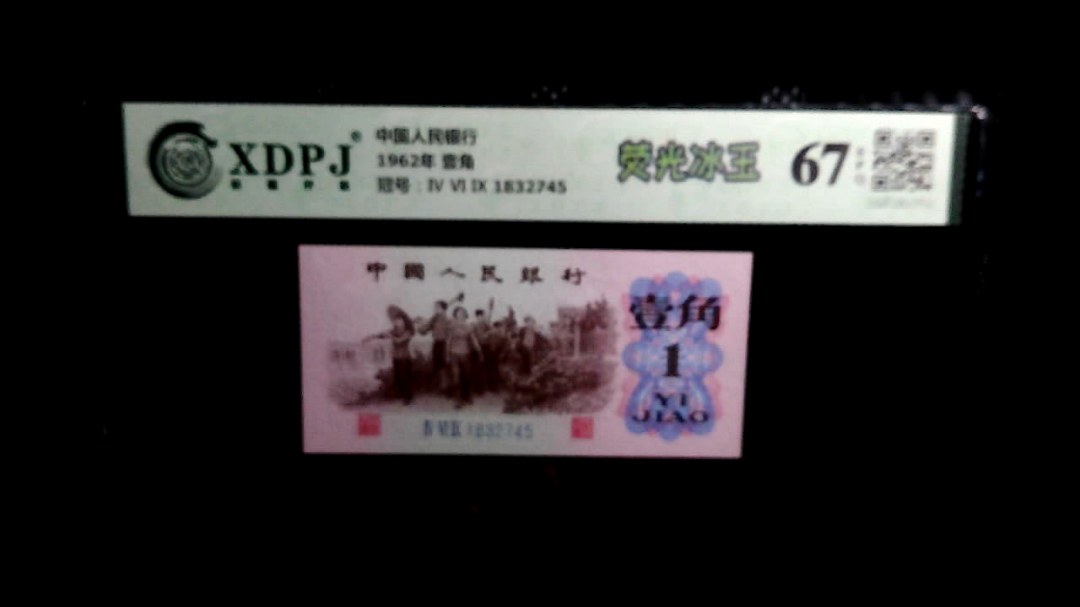 XDPJ
中国人民银行
1962年 壹角
冠号：IV VI IX 1832745
荧光冰王
67
中國人民銀行
壹角
1
YI
JIAO
IV VI IX 1832745